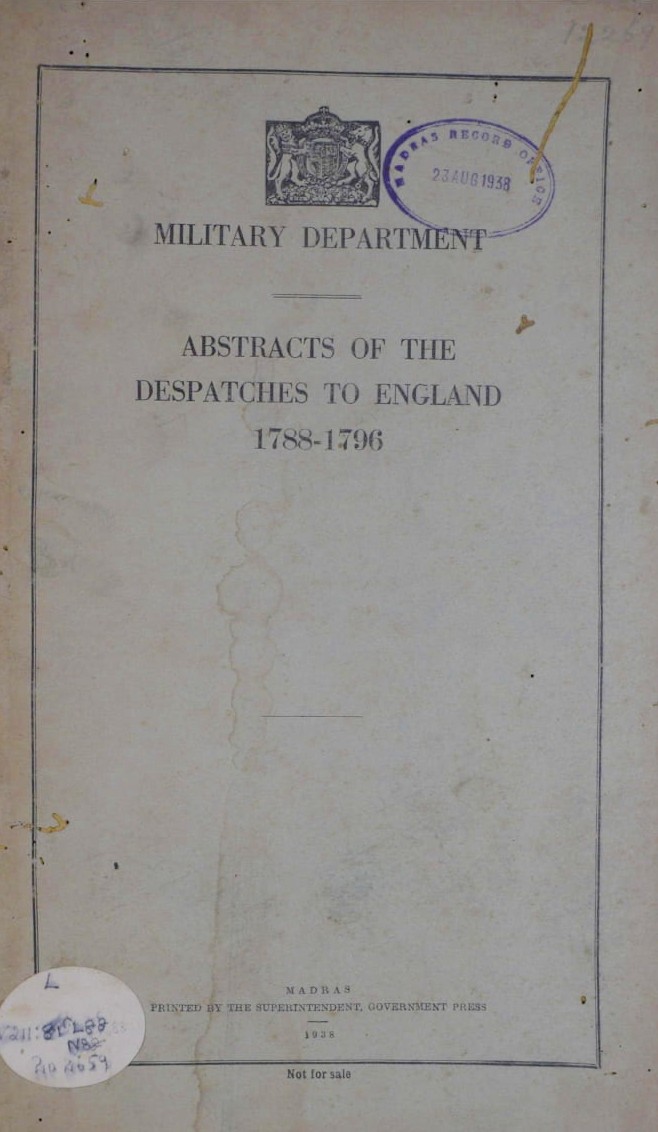 MADRAS RECORD OFFICE
23 AUG 1938
MILITARY DEPARTMENT
ABSTRACTS OF THE
DESPATCHES TO ENGLAND
1788-1796
MADRAS
PRINTED BY THE SUPERINTENDENT, GOVERNMENT PRESS
1938
Not for sale
L